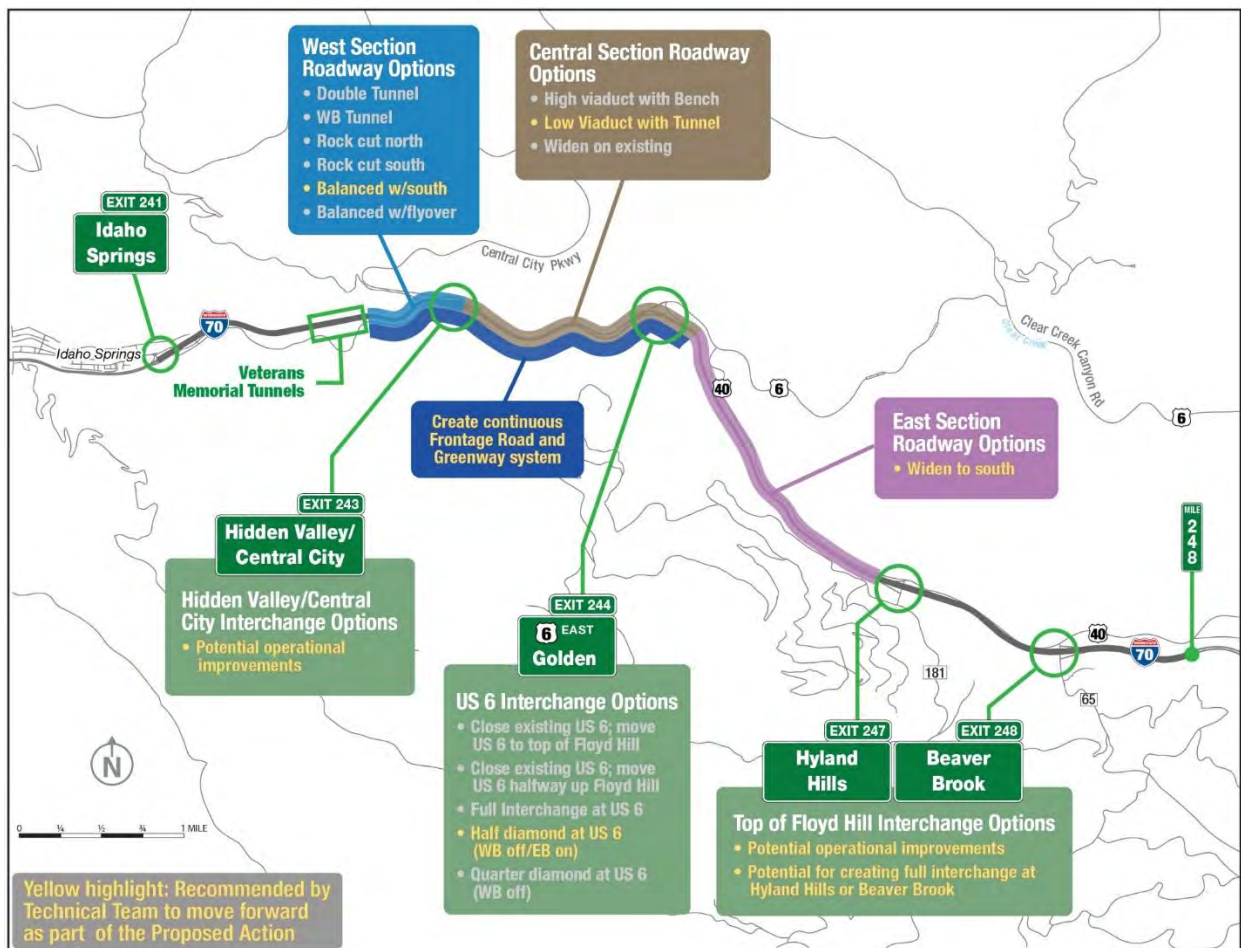 West Section
Roadway Options
• Double Tunnel
• WB Tunnel
• Rock cut north
• Rock cut south
• Balanced w/south
• Balanced w/flyover
Central Section Roadway
Options
• High viaduct with Bench
• Low Viaduct with Tunnel
• Widen on existing
EXIT 241
Idaho
Springs
Central City Pkwy
70
Idaho Springs
Veterans
Memorial Tunnels
Clear Creek Canyon Rd
Clear Creek
40
6
6
Create continuous
Frontage Road and
Greenway system
East Section
Roadway Options
• Widen to south
MILE
2
4
8
EXIT 243
Hidden Valley/
Central City
Hidden Valley/Central
City Interchange Options
• Potential operational
improvements
EXIT 244
6 EAST
Golden
US 6 Interchange Options
• Close existing US 6; move
US 6 to top of Floyd Hill
• Close existing US 6; move
US 6 halfway up Floyd Hill
• Full Interchange at US 6
• Half diamond at US 6
(WB off/EB on)
• Quarter diamond at US 6
(WB off)
40
70
181
65
EXIT 247
Hyland
Hills
EXIT 248
Beaver
Brook
Top of Floyd Hill Interchange Options
• Potential operational improvements
• Potential for creating full interchange at
Hyland Hills or Beaver Brook
N
0 ¼ ½ ¾ 1 MILE
Yellow highlight: Recommended by
Technical Team to move forward
as part of the Proposed Action